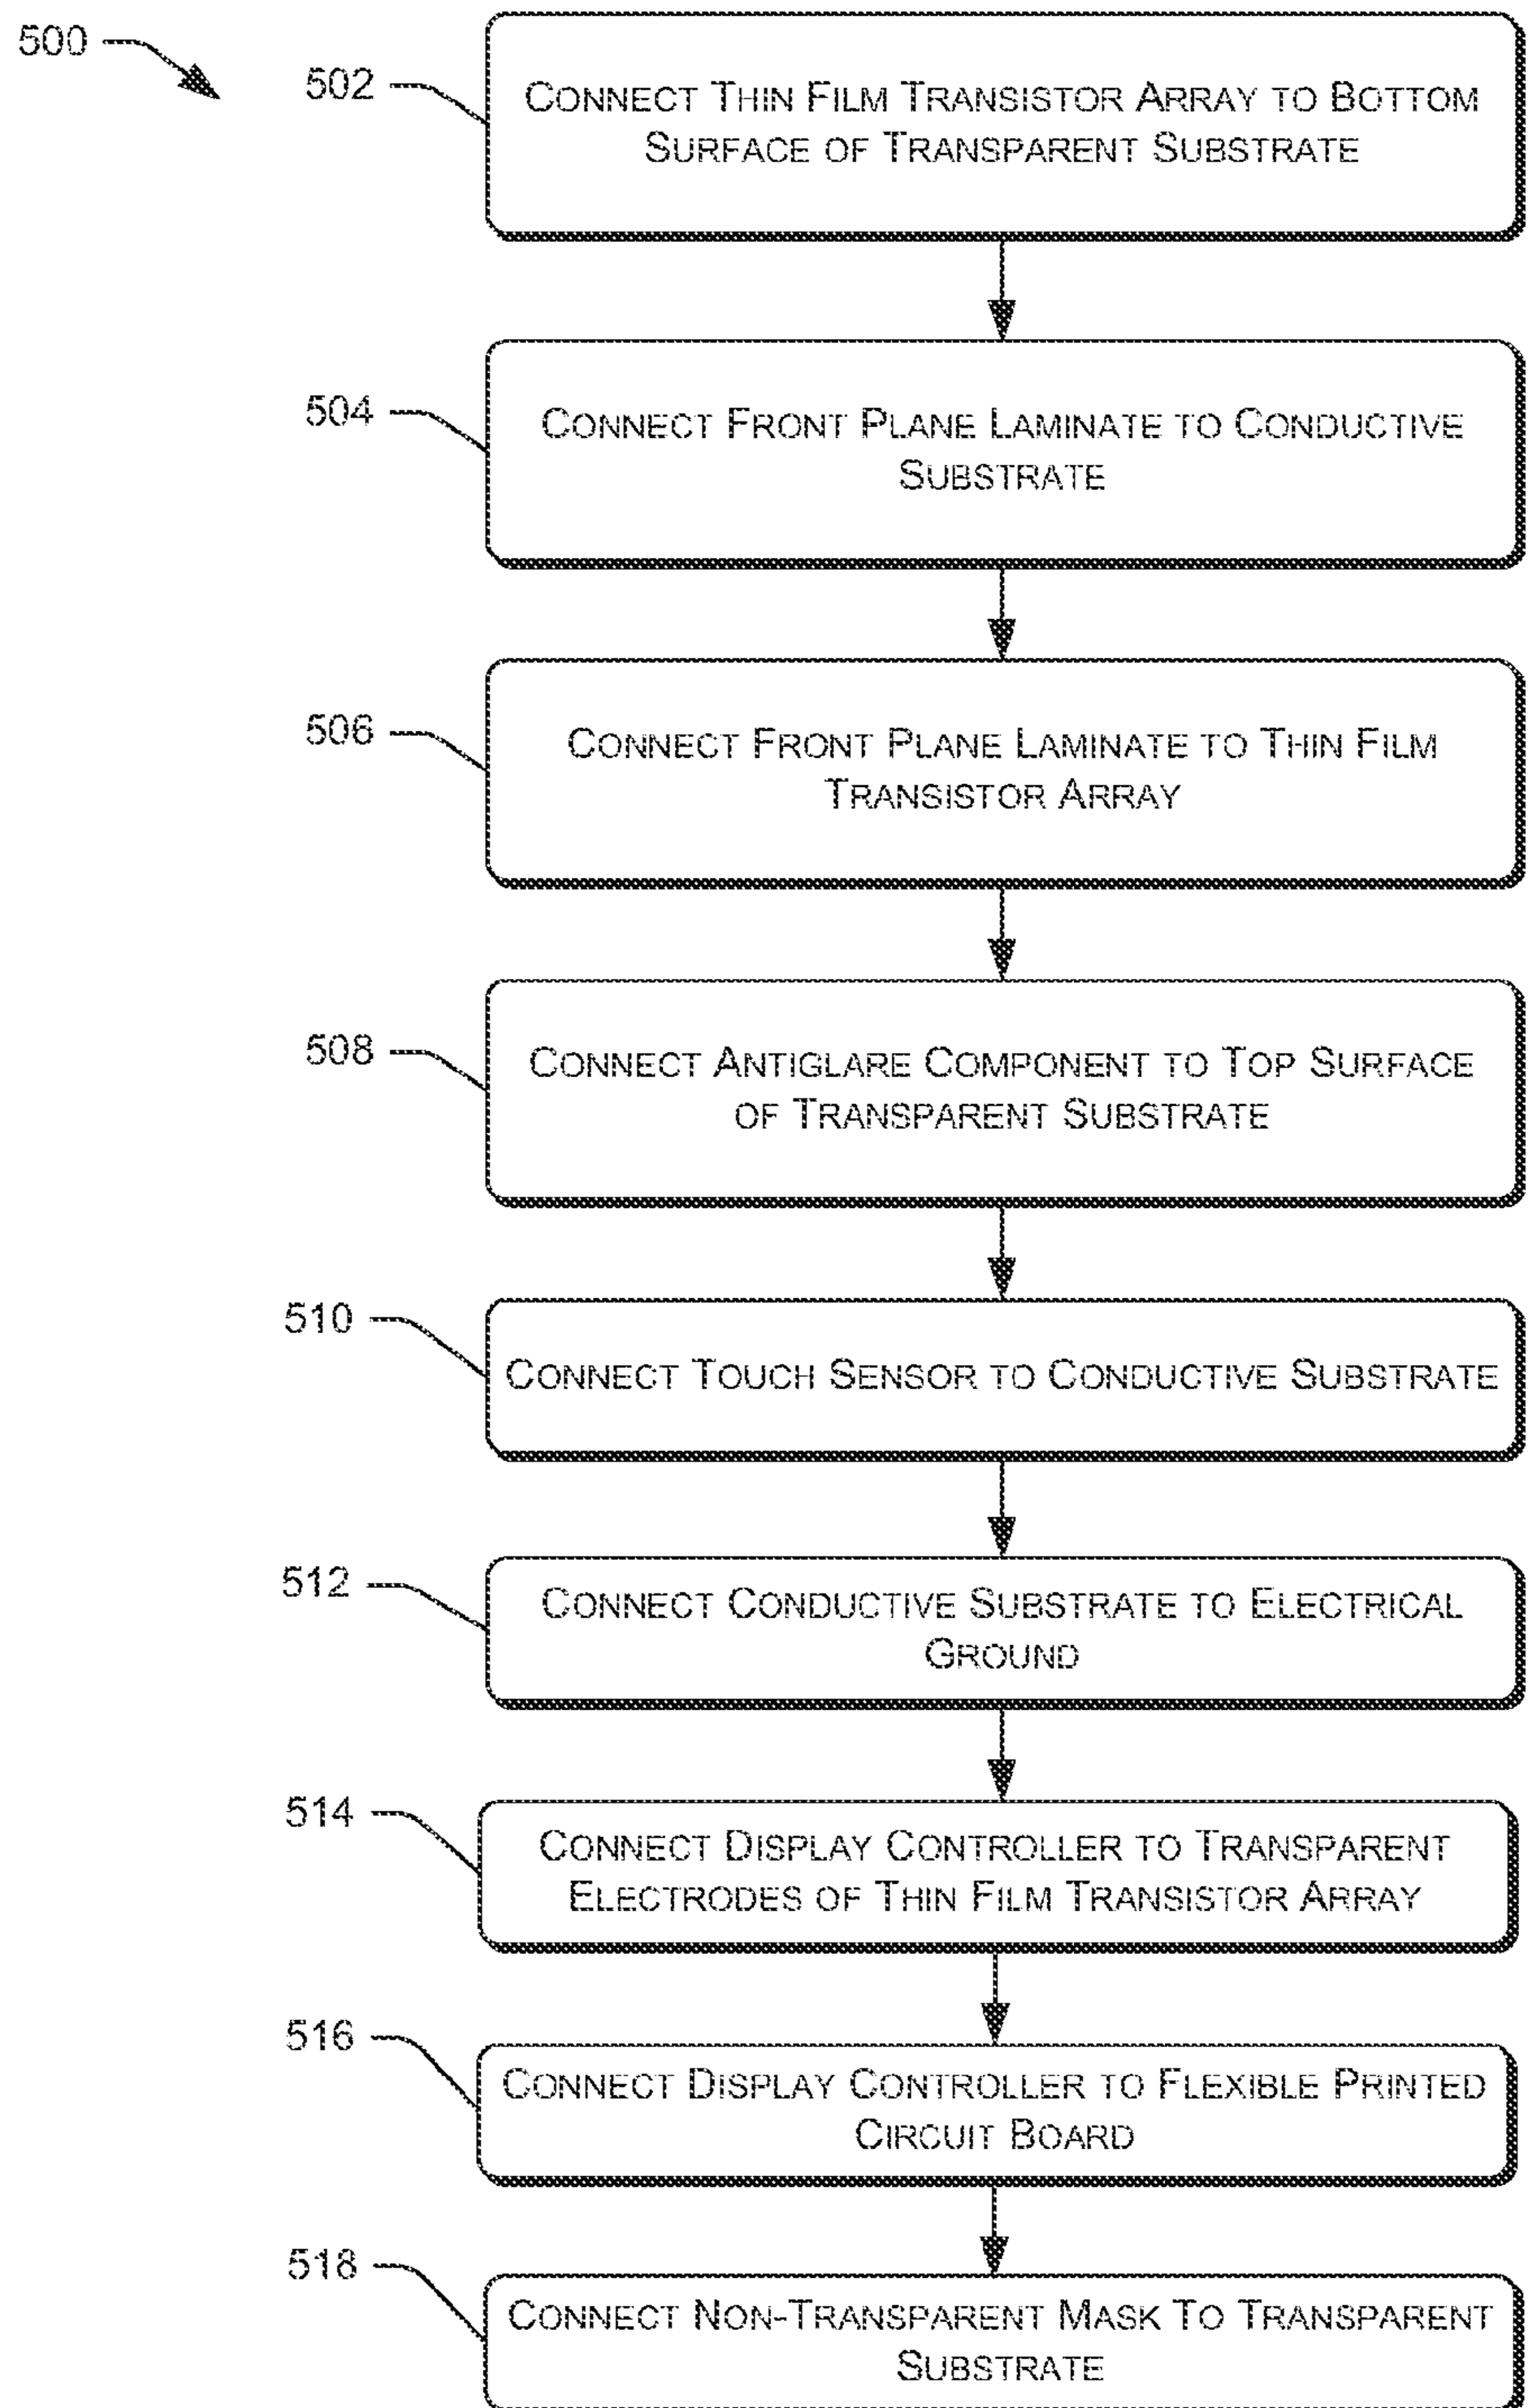 500
502
CONNECT THIN FILM TRANSISTOR ARRAY TO BOTTOM
SURFACE OF TRANSPARENT SUBSTRATE
504
CONNECT FRONT PLANE LAMINATE TO CONDUCTIVE
SUBSTRATE
506
CONNECT FRONT PLANE LAMINATE TO THIN FILM
TRANSISTOR ARRAY
508
CONNECT ANTIGLARE COMPONENT TO TOP SURFACE
OF TRANSPARENT SUBSTRATE
510
CONNECT TOUCH SENSOR TO CONDUCTIVE SUBSTRATE
512
CONNECT CONDUCTIVE SUBSTRATE TO ELECTRICAL
GROUND
514
CONNECT DISPLAY CONTROLLER TO TRANSPARENT
ELECTRODES OF THIN FILM TRANSISTOR ARRAY
516
CONNECT DISPLAY CONTROLLER TO FLEXIBLE PRINTED
CIRCUIT BOARD
518
CONNECT NON-TRANSPARENT MASK TO TRANSPARENT
SUBSTRATE